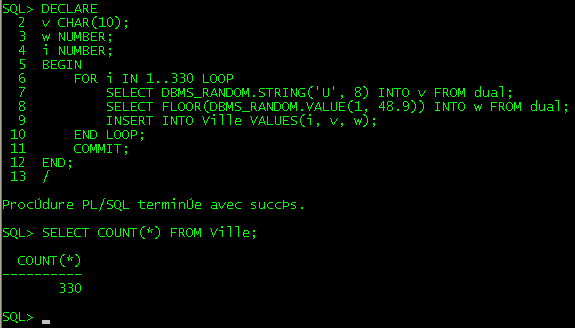 SQL> DECLARE
  2  v CHAR(10);
  3  w NUMBER;
  4  i NUMBER;
  5  BEGIN
  6      FOR i IN 1..330 LOOP
  7          SELECT DBMS_RANDOM.STRING('U', 8) INTO v FROM dual;
  8          SELECT FLOOR(DBMS_RANDOM.VALUE(1, 48.9)) INTO w FROM dual;
  9          INSERT INTO Ville VALUES(i, v, w);
 10      END LOOP;
 11      COMMIT;
 12  END;
 13  /
ProcÚdure PL/SQL terminÚe avec succÞs.
SQL> SELECT COUNT(*) FROM Ville;
  COUNT(*)
----------
       330
SQL> _